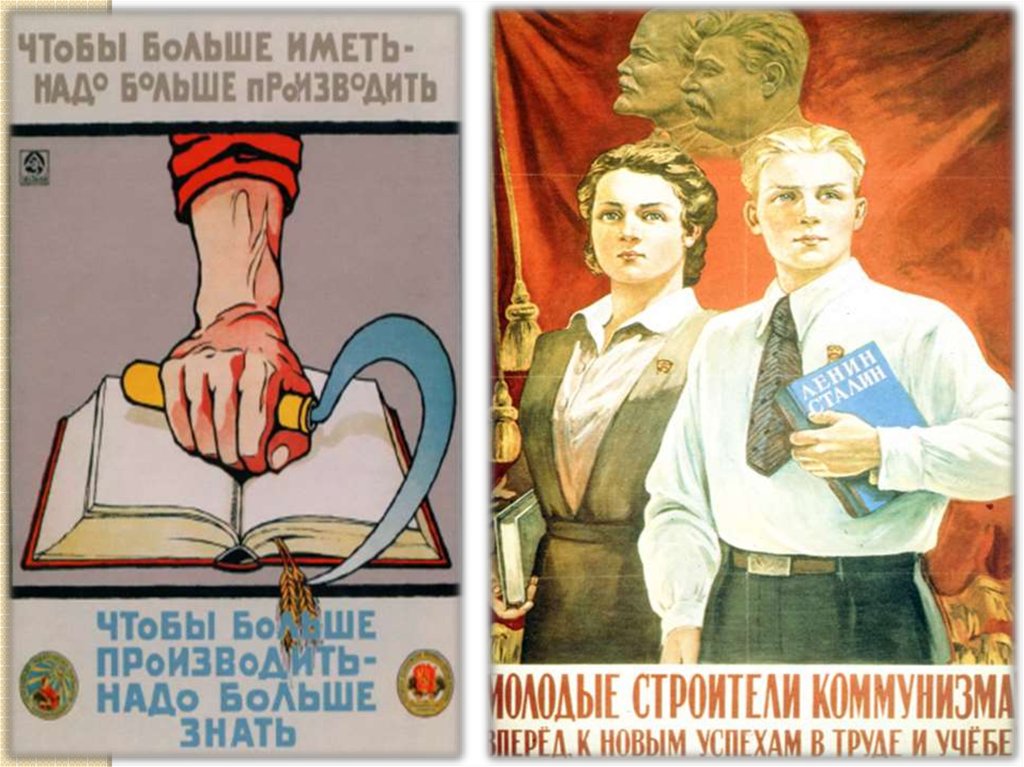 ЧТОБЫ БОЛЬШЕ ИМЕТЬ-
НАДО БОЛЬШЕ ПРОИЗВОДИТЬ
ЧТОБЫ БОЛЬШЕ
ПРОИЗВОДИТЬ-
НАДО БОЛЬШЕ
ЗНАТЬ
ЛЕНИН
СТАЛИН
МОЛОДЫЕ СТРОИТЕЛИ КОММУНИЗМА
ВПЕРЁД, К НОВЫМ УСПЕХАМ В ТРУДЕ И УЧЁБЕ